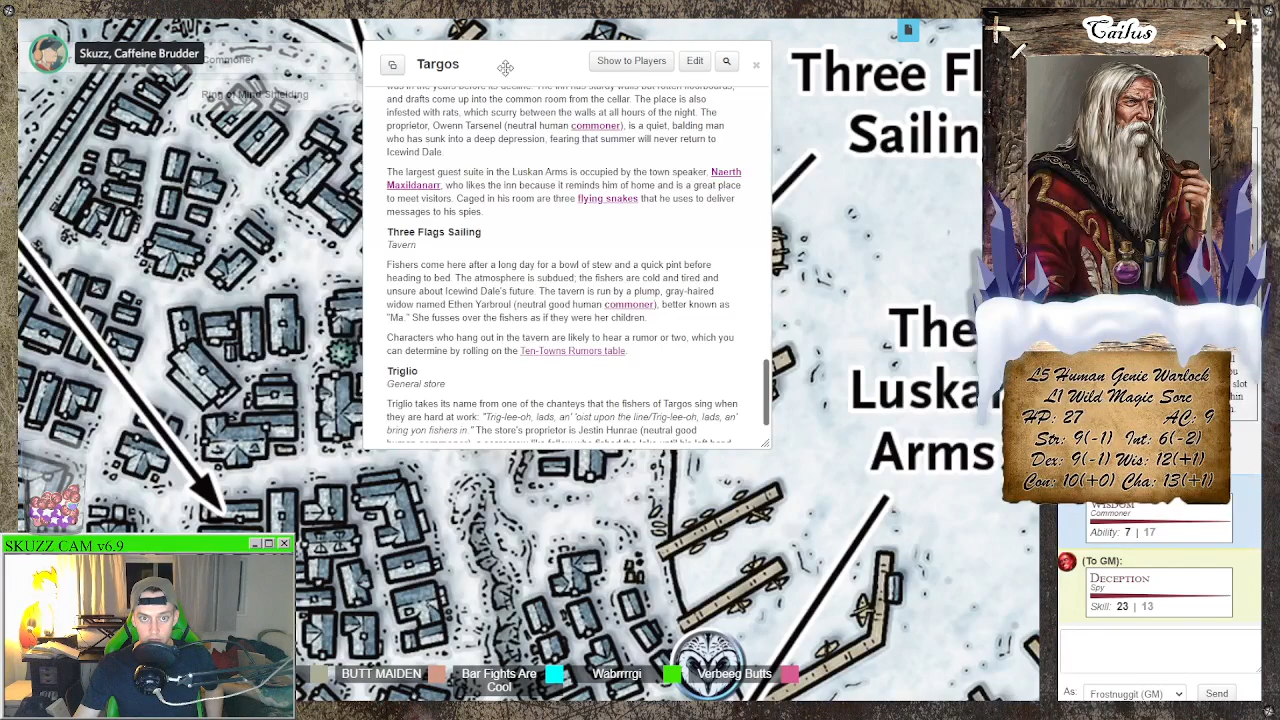 Skuzz, Caffeine Brudder
Commoner
Ring of Mind Shielding
Targos
Show to Players
Edit
was in the years before its decline. The inn has sturdy walls but rotten floorboards,
and drafts come up into the common room from the cellar. The place is also
infested with rats, which scurry between the walls at all hours of the night. The
proprietor, Owenn Tarsenel (neutral human commoner), is a quiet, balding man
who has sunk into a deep depression, fearing that summer will never return to
Icewind Dale.
The largest guest suite in the Luskan Arms is occupied by the town speaker, Naerth
Maxildanarr, who likes the inn because it reminds him of home and is a great place
to meet visitors. Caged in his room are three flying snakes that he uses to deliver
messages to his spies.
Three Flags Sailing
Tavern
Fishers come here after a long day for a bowl of stew and a quick pint before
heading to bed. The atmosphere is subdued; the fishers are cold and tired and
unsure about Icewind Dale's future. The tavern is run by a plump, gray-haired
widow named Ethen Yarbroul (neutral good human commoner), better known as
"Ma." She fusses over the fishers as if they were her children.
Characters who hang out in the tavern are likely to hear a rumor or two, which you
can determine by rolling on the Ten-Towns Rumors table.
Triglio
General store
Triglio takes its name from one of the chanteys that the fishers of Targos sing when
they are hard at work: "Trig-lee-oh, lads, an' 'oist upon the line/Trig-lee-oh, lads, an'
bring yon fishers in." The store's proprietor is Jestin Hunrae (neutral good
Three Fl
Sailin
The
Luska
Arms
Tailus
L5 Human Genie Warlock
L1 Wild Magic Sorc
HP: 27 AC: 9
Str: 9(-1) Int: 6(-2)
Dex: 9(-1) Wis: 12(+1)
Con: 10(+0) Cha: 13(+1)
slot
Wisdom
Commoner
Ability: 7 | 17
(To GM):
Deception
Spy
Skill: 23 | 13
As:
Frostnuggit (GM)
Send
SKUZZ CAM v6.9
BUTT MAIDEN
Bar Fights Are
Cool
Wabrrrrgi
Verbeeg Butts